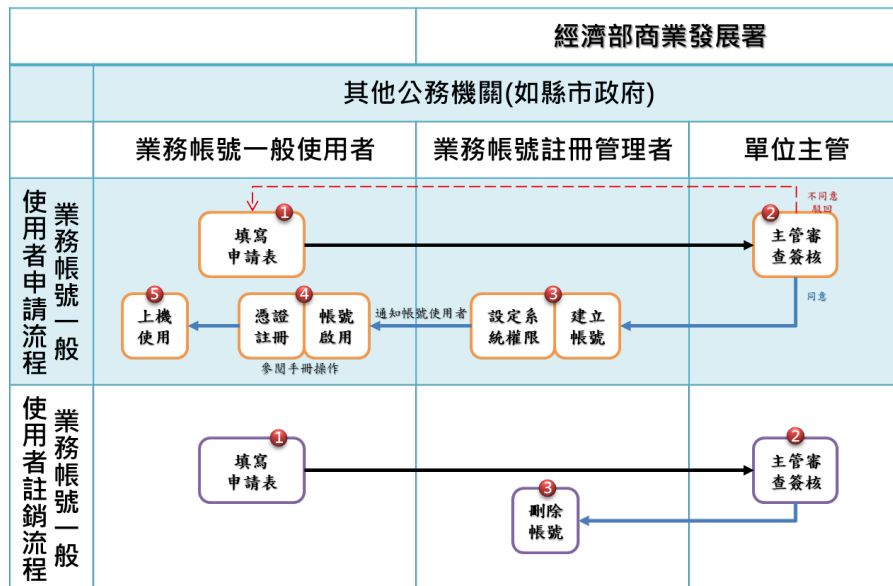 經濟部商業發展署
其他公務機關(如縣市政府)
業務帳號一般使用者
業務帳號註冊管理者
單位主管
業務帳號一般
使用者申請流程
不同意
駁回
1
填寫
申請表
2
主管審
查簽核
同意
5
上機
使用
4
憑證
註冊
帳號
啟用
參閱手冊操作
通知帳號使用者
3
設定系
統權限
建立
帳號
業務帳號一般
使用者註銷流程
1
填寫
申請表
2
主管審
查簽核
3
刪除
帳號